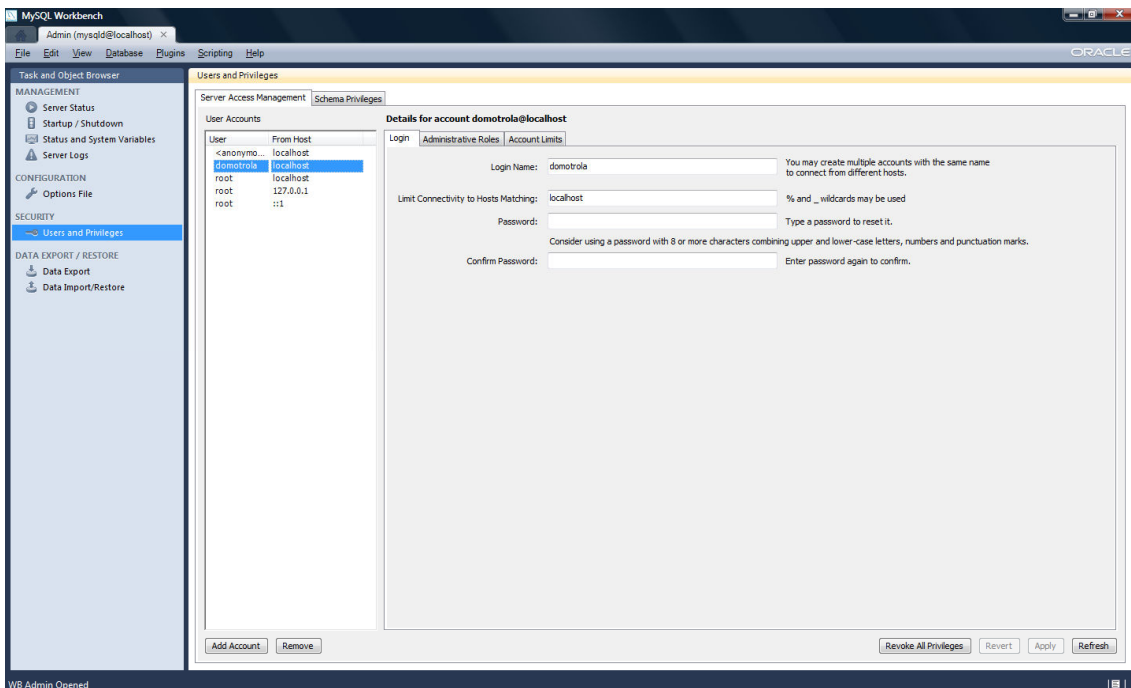 MySQL Workbench
Admin (mysqld@localhost)
File Edit View Database Plugins Scripting Help
ORACLE
Task and Object Browser
MANAGEMENT
Server Status
Startup / Shutdown
Status and System Variables
Server Logs
CONFIGURATION
Options File
SECURITY
Users and Privileges
DATA EXPORT / RESTORE
Data Export
Data Import/Restore
Users and Privileges
Server Access Management Schema Privileges
User Accounts
User From Host
<anonymo... localhost
domotrola localhost
root localhost
root 127.0.0.1
root ::1
Add Account Remove
Details for account domotrola@localhost
Login Administrative Roles Account Limits
Login Name: domotrola You may create multiple accounts with the same name
to connect from different hosts.
Limit Connectivity to Hosts Matching: localhost % and _ wildcards may be used
Password: Type a password to reset it.
Consider using a password with 8 or more characters combining upper and lower-case letters, numbers and punctuation marks.
Confirm Password: Enter password again to confirm.
Revoke All Privileges Revert Apply Refresh
WB Admin Opened